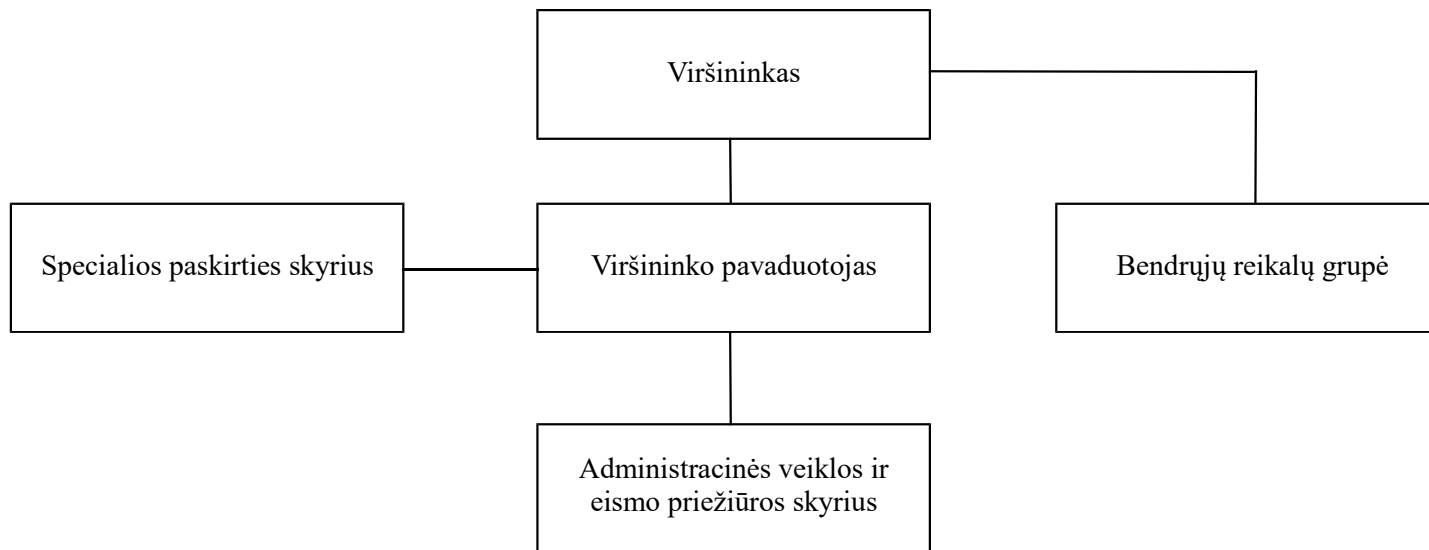 Viršininkas
Specialios paskirties skyrius
Viršininko pavaduotojas
Bendrųjų reikalų grupė
Administracinės veiklos ir
eismo priežiūros skyrius